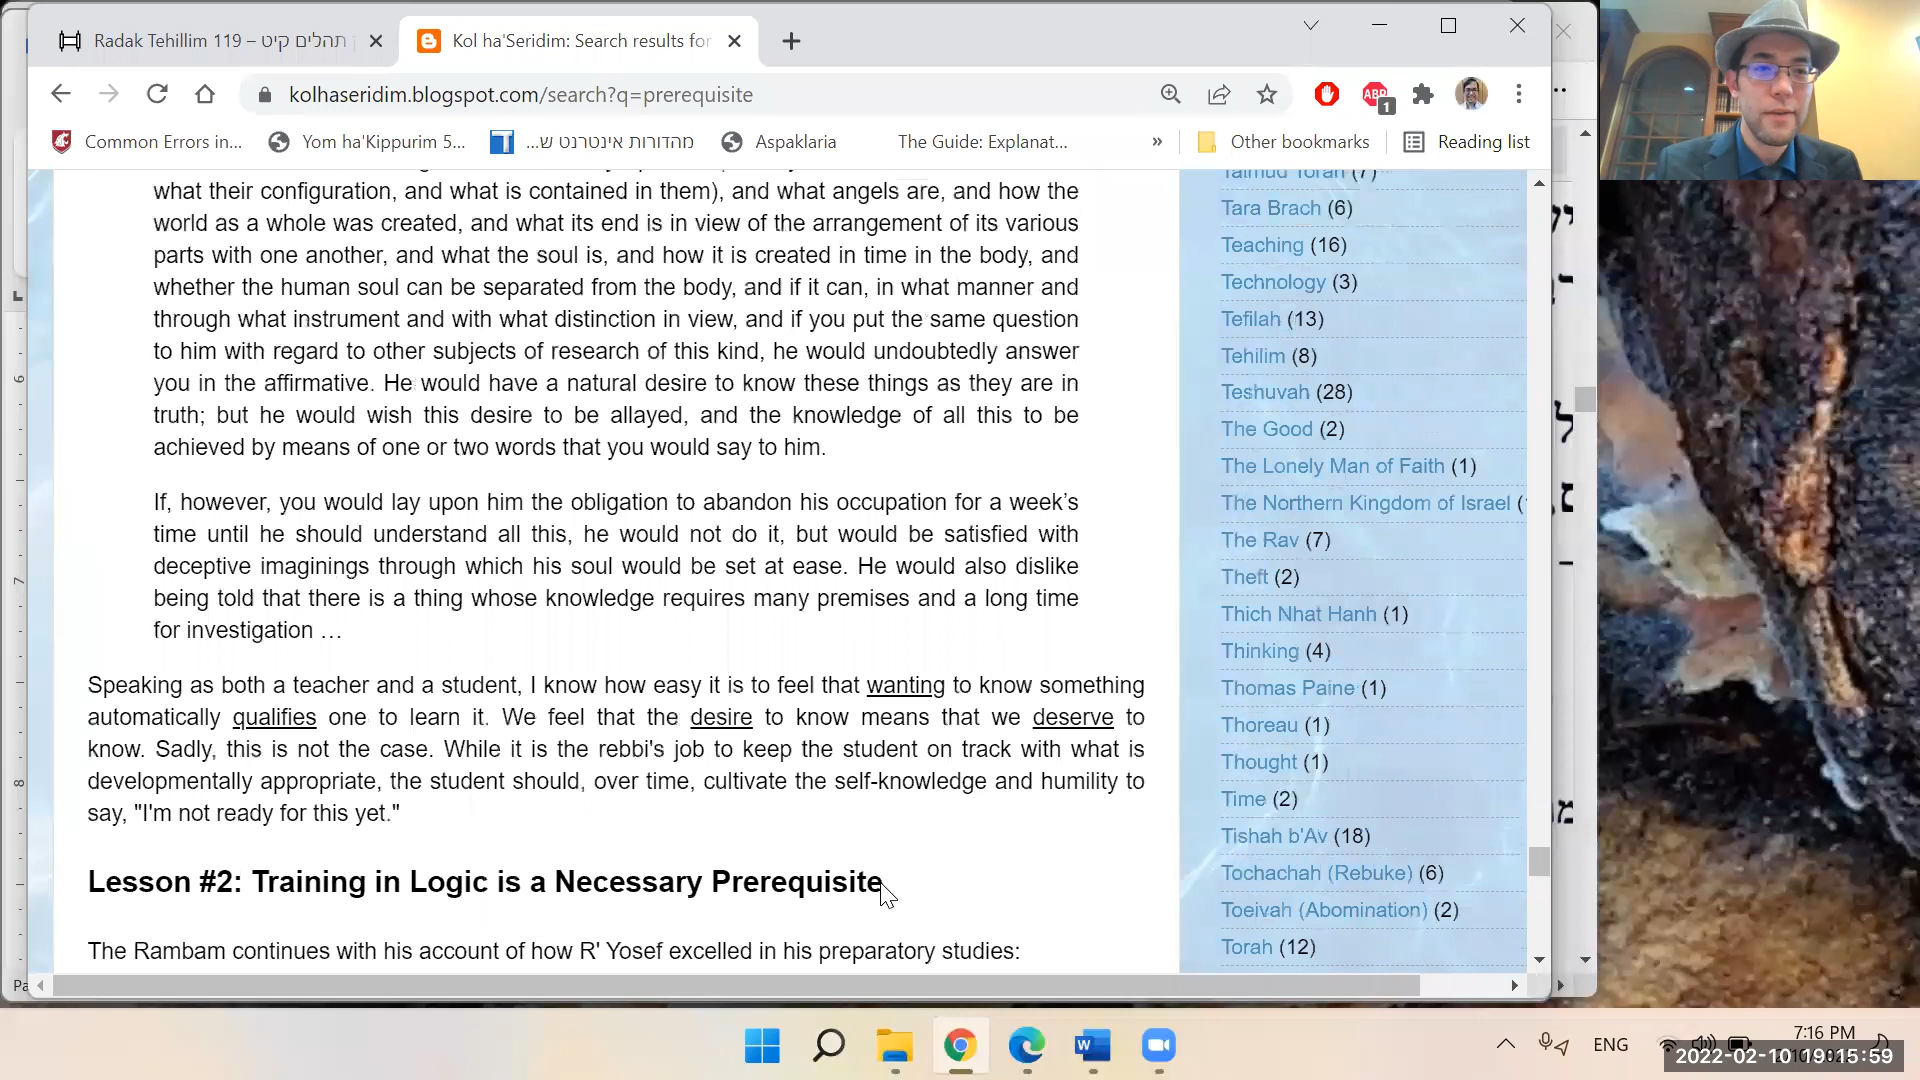 Radak Tehillim 119 – תהלים קיט
Kol ha'Seridim: Search results for
kolhaseridim.blogspot.com/search?q=prerequisite
ABP
1
Common Errors in...
Yom ha'Kippurim 5...
מהדורות אינטרנט ש...
Aspaklaria
The Guide: Explanat...
»
Other bookmarks
Reading list
what their configuration, and what is contained in them), and what angels are, and how the
world as a whole was created, and what its end is in view of the arrangement of its various
parts with one another, and what the soul is, and how it is created in time in the body, and
whether the human soul can be separated from the body, and if it can, in what manner and
through what instrument and with what distinction in view, and if you put the same question
to him with regard to other subjects of research of this kind, he would undoubtedly answer
you in the affirmative. He would have a natural desire to know these things as they are in
truth; but he would wish this desire to be allayed, and the knowledge of all this to be
achieved by means of one or two words that you would say to him.
If, however, you would lay upon him the obligation to abandon his occupation for a week's
time until he should understand all this, he would not do it, but would be satisfied with
deceptive imaginings through which his soul would be set at ease. He would also dislike
being told that there is a thing whose knowledge requires many premises and a long time
for investigation …
Speaking as both a teacher and a student, I know how easy it is to feel that wanting to know something
automatically qualifies one to learn it. We feel that the desire to know means that we deserve to
know. Sadly, this is not the case. While it is the rebbi's job to keep the student on track with what is
developmentally appropriate, the student should, over time, cultivate the self-knowledge and humility to
say, "I'm not ready for this yet."
Lesson #2: Training in Logic is a Necessary Prerequisite
The Rambam continues with his account of how R' Yosef excelled in his preparatory studies:
Talmud Torah (7)
Tara Brach (6)
Teaching (16)
Technology (3)
Tefilah (13)
Tehilim (8)
Teshuvah (28)
The Good (2)
The Lonely Man of Faith (1)
The Northern Kingdom of Israel (
The Rav (7)
Theft (2)
Thich Nhat Hanh (1)
Thinking (4)
Thomas Paine (1)
Thoreau (1)
Thought (1)
Time (2)
Tishah b'Av (18)
Tochachah (Rebuke) (6)
Toeivah (Abomination) (2)
Torah (12)
6
7
8
Pa
ENG
7:16 PM
2022-02-10 19:15:59